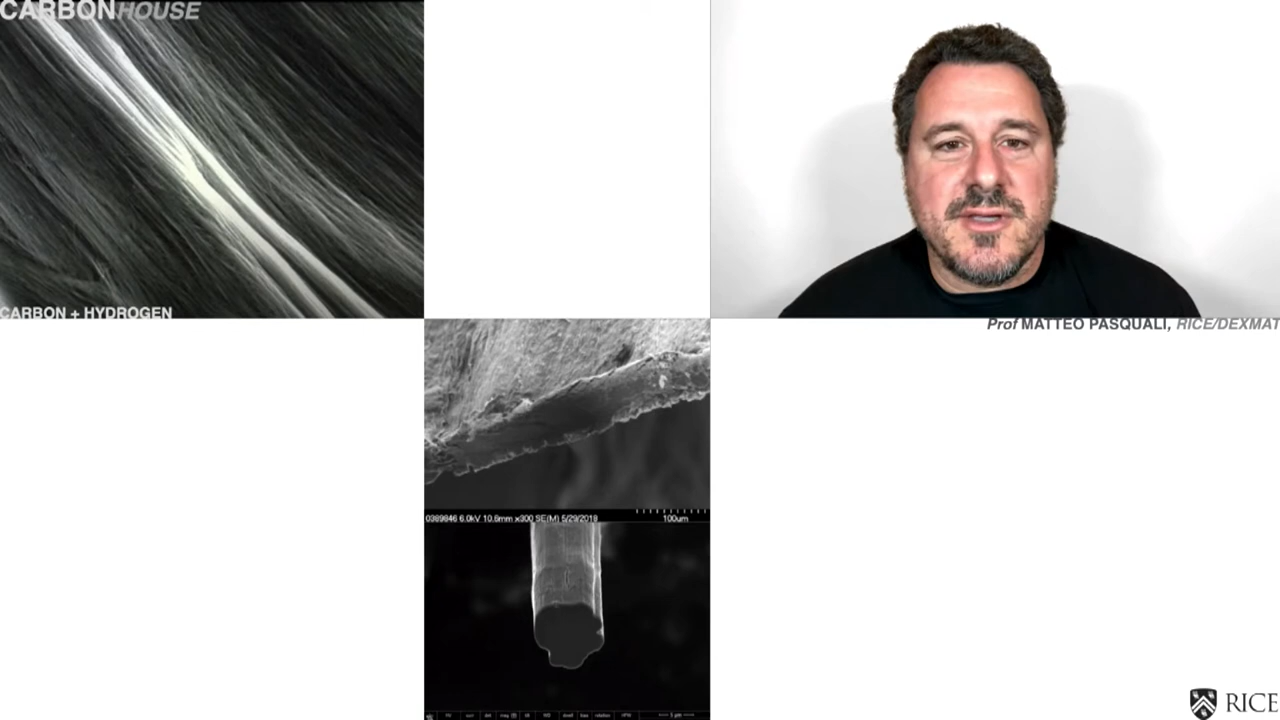 CARBONHOUSE
CARBON + HYDROGEN
Prof MATTEO PASQUALI, RICE/DEXMAT
0389846 6.0kV 10.6mm x300 SE(M) 5/29/2018 100um
RICE